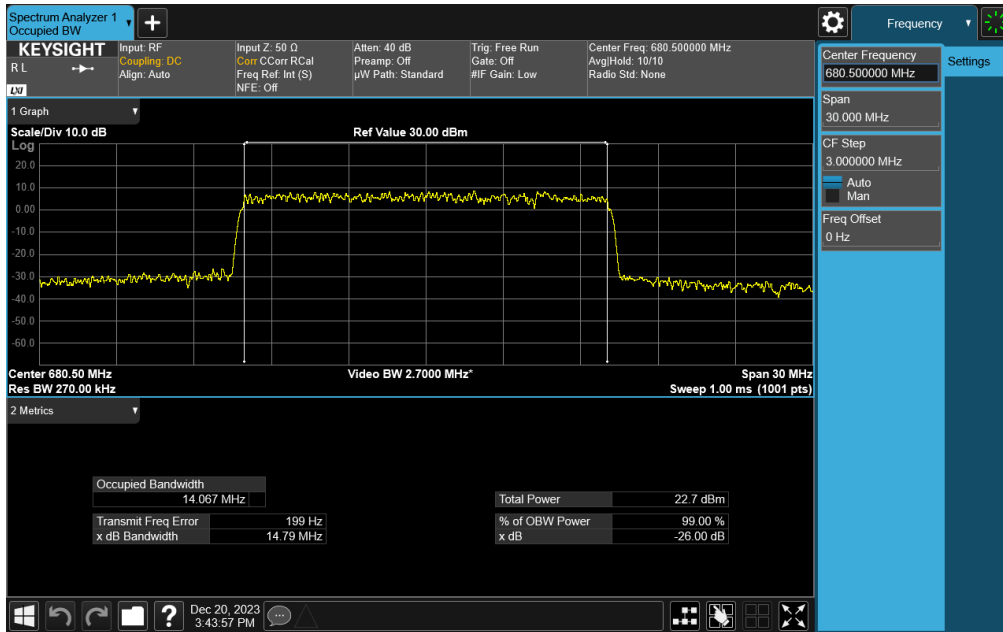 Spectrum Analyzer 1
Occupied BW
+
Frequency
KEYSIGHT
R L
LXI
Input: RF
Coupling: DC
Align: Auto
Input Z: 50 Ω
Corr CCorr RCal
Freq Ref: Int (S)
NFE: Off
Atten: 40 dB
Preamp: Off
µW Path: Standard
Trig: Free Run
Gate: Off
#IF Gain: Low
Center Freq: 680.500000 MHz
Avg|Hold: 10/10
Radio Std: None
Center Frequency
680.500000 MHz
Settings
Span
30.000 MHz
CF Step
3.000000 MHz
Auto
Man
Freq Offset
0 Hz
1 Graph
Scale/Div 10.0 dB
Ref Value 30.00 dBm
Log
20.0
10.0
0.00
-10.0
-20.0
-30.0
-40.0
-50.0
-60.0
Center 680.50 MHz
Video BW 2.7000 MHz*
Span 30 MHz
Res BW 270.00 kHz
Sweep 1.00 ms (1001 pts)
2 Metrics
Occupied Bandwidth
14.067 MHz
Total Power 22.7 dBm
Transmit Freq Error 199 Hz
% of OBW Power 99.00 %
x dB Bandwidth 14.79 MHz
x dB -26.00 dB
?
Dec 20, 2023
3:43:57 PM